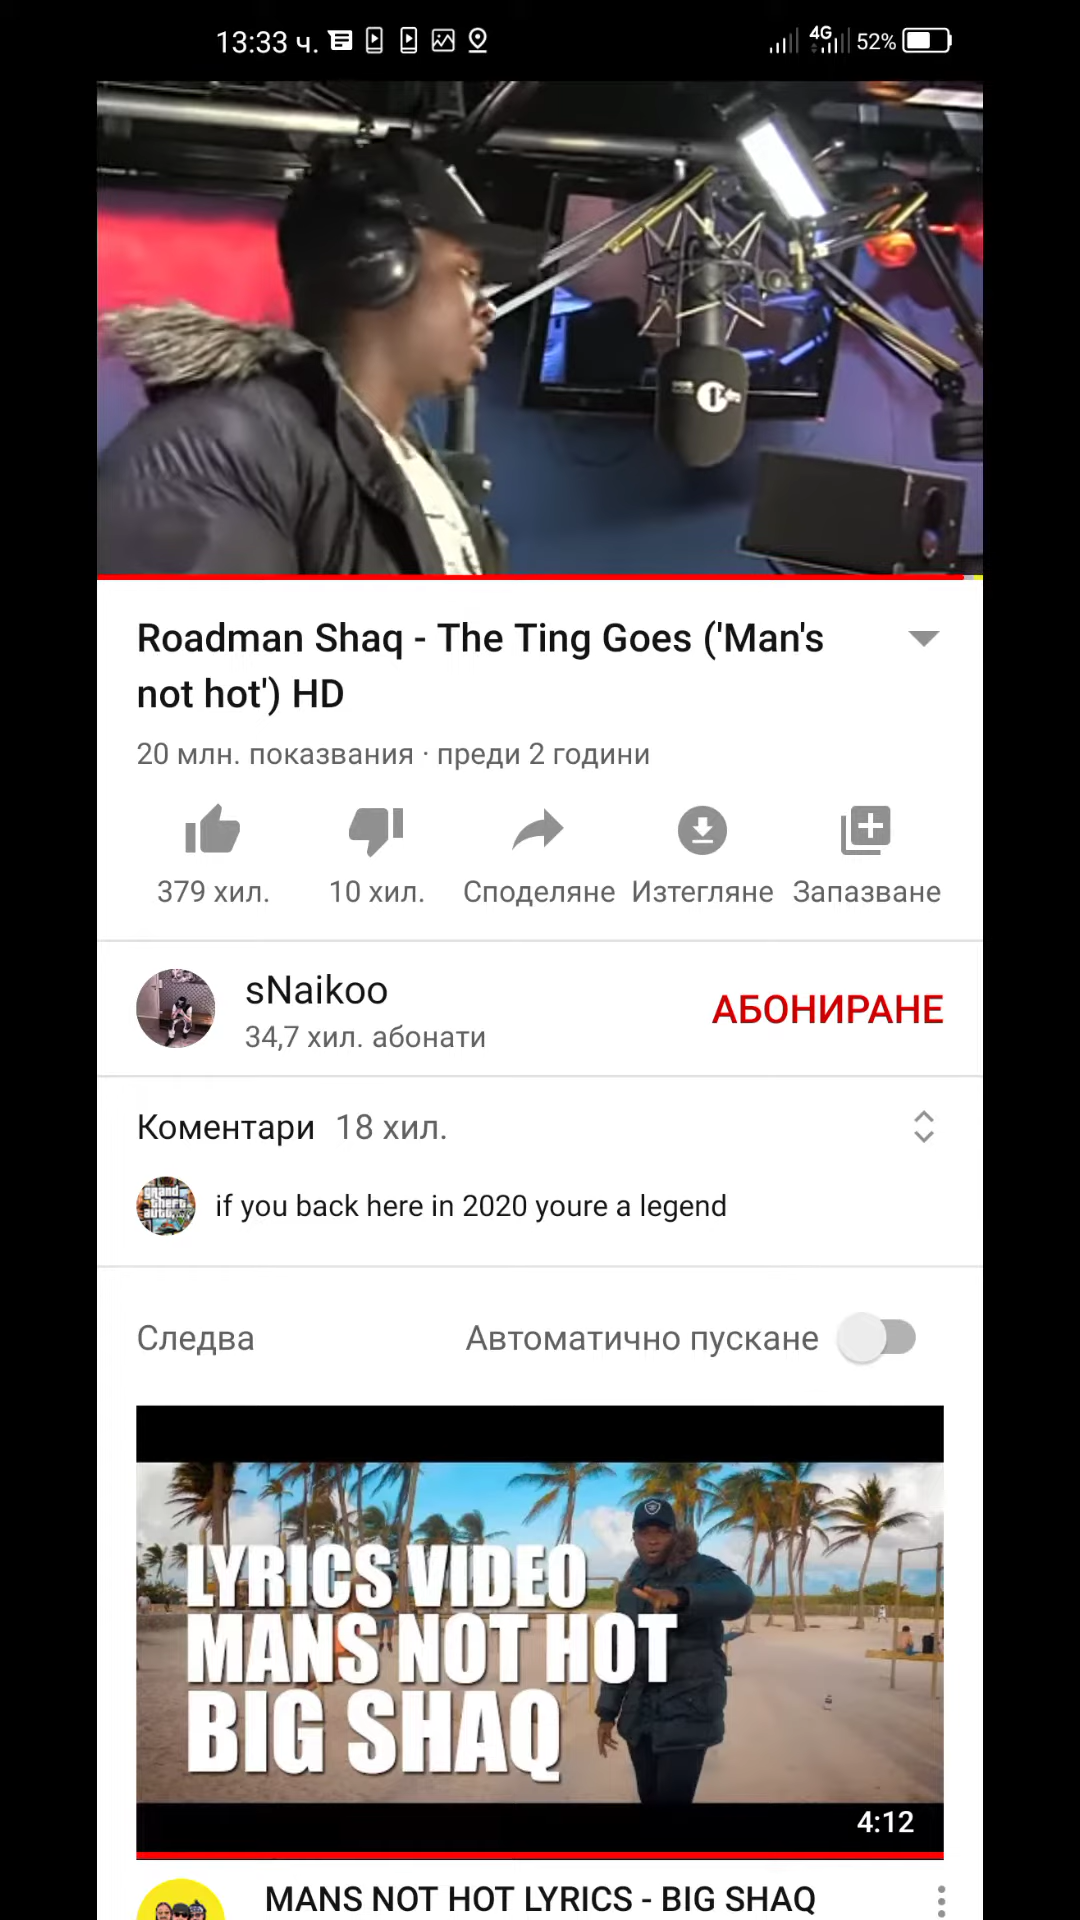 13:33 ч.
4G
52%
Roadman Shaq - The Ting Goes ('Man's
not hot') HD
20 млн. показвания · преди 2 години
379 хил.
10 хил.
Споделяне
Изтегляне
Запазване
sNaikoo
34,7 хил. абонати
АБОНИРАНЕ
Коментари 18 хил.
if you back here in 2020 youre a legend
Следва
Автоматично пускане
LYRICS VIDEO
MANS NOT HOT
BIG SHAQ
4:12
MANS NOT HOT LYRICS - BIG SHAQ